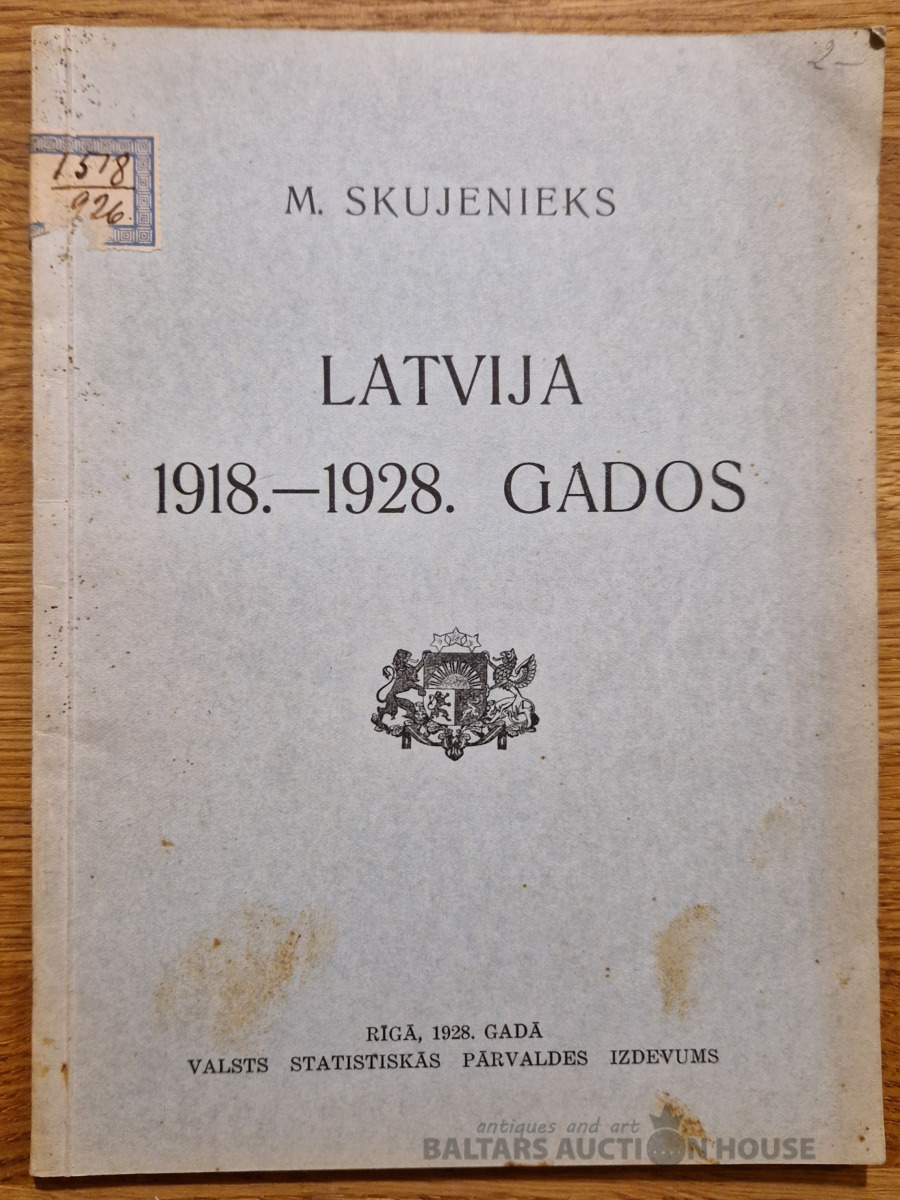 2—
1578
926.
M. SKUJENIEKS
LATVIJA
1918.—1928. GADOS
RĪGĀ, 1928. GADĀ
VALSTS STATISTISKĀS PĀRVALDES IZDEVUMS
antiques and art
BALTARS AUCTION HOUSE